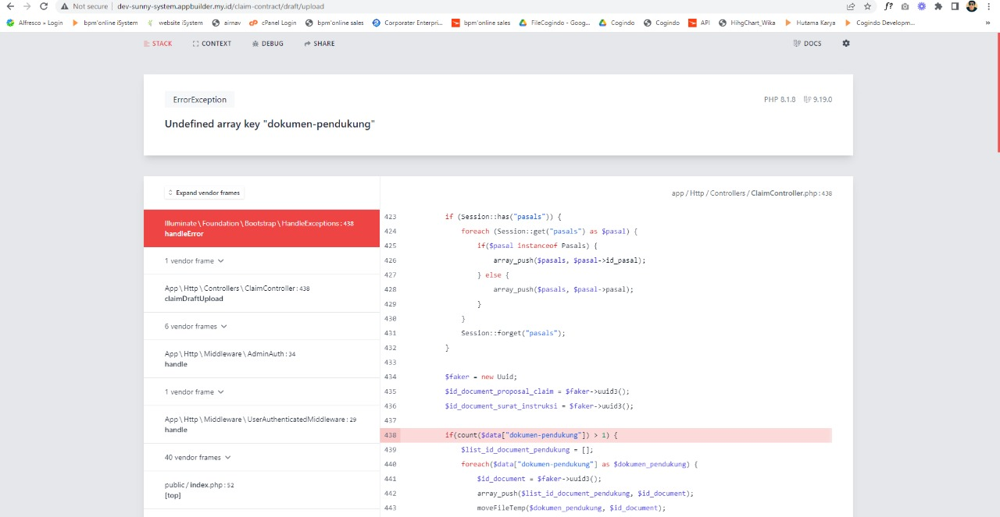 Not secure | dev-sunny-system.appbuilder.my.id/claim-contract/draft/upload
f?
Alfresco » Login bpm'online iSystem website iSystem airnav cPanel Login bpm'online sales Corporater Enterpri... bpm'online sales FileCogindo - Goog... Cogindo Cogindo API HihgChart_Wika Hutama Karya Cogindo Developm... »
STACK CONTEXT DEBUG SHARE DOCS
ErrorException PHP 8.1.8 9.19.0
Undefined array key "dokumen-pendukung"
Expand vendor frames
Illuminate \ Foundation \ Bootstrap \ HandleExceptions : 438
handleError
1 vendor frame
App \ Http \ Controllers \ ClaimController : 438
claimDraftUpload
6 vendor frames
App \ Http \ Middleware \ AdminAuth : 34
handle
1 vendor frame
App \ Http \ Middleware \ UserAuthenticatedMiddleware : 29
handle
40 vendor frames
public / index.php : 52
[top]
app / Http / Controllers / ClaimController.php : 438
423 if (Session::has("pasals")) {
424 foreach (Session::get("pasals") as $pasal) {
425 if($pasal instanceof Pasals) {
426 array_push($pasals, $pasal->id_pasal);
427 } else {
428 array_push($pasals, $pasal->pasal);
429 }
430 }
431 Session::forget("pasals");
432 }
433
434 $faker = new Uuid;
435 $id_document_proposal_claim = $faker->uuid3();
436 $id_document_surat_instruksi = $faker->uuid3();
437
438 if(count($data["dokumen-pendukung"]) > 1) {
439 $list_id_document_pendukung = [];
440 foreach($data["dokumen-pendukung"] as $dokumen_pendukung) {
441 $id_document = $faker->uuid3();
442 array_push($list_id_document_pendukung, $id_document);
443 moveFileTemp($dokumen_pendukung, $id_document);